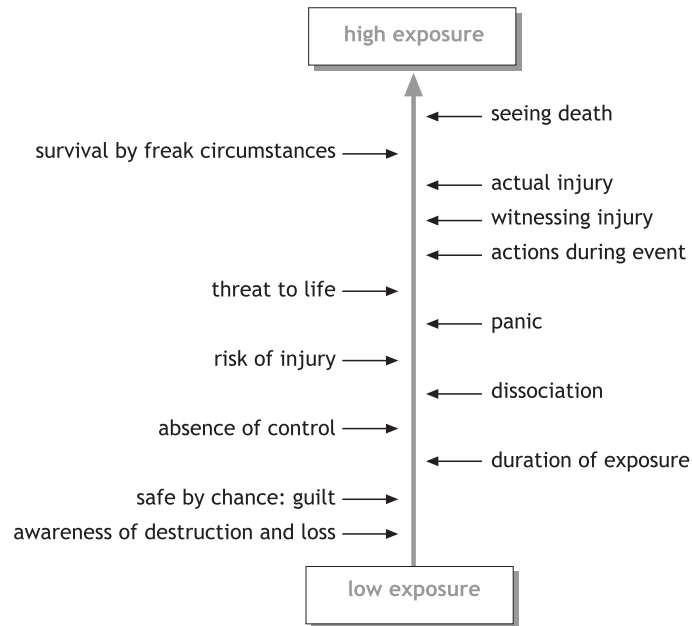 high exposure
seeing death
survival by freak circumstances
actual injury
witnessing injury
actions during event
threat to life
panic
risk of injury
dissociation
absence of control
duration of exposure
safe by chance: guilt
awareness of destruction and loss
low exposure